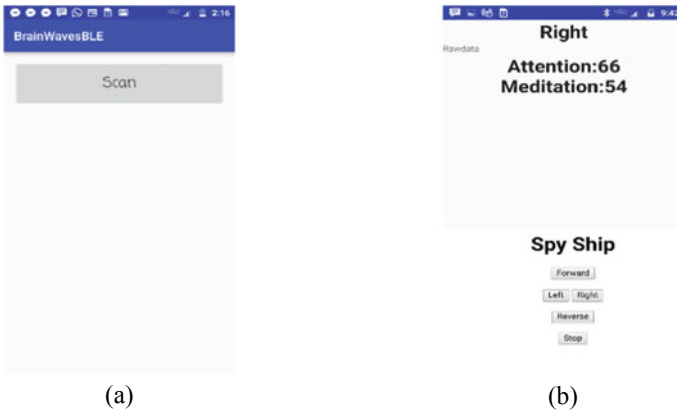 2:16
BrainWavesBLE
Scan
(a)
9:42
Right
Rawdata
Attention:66
Meditation:54
Spy Ship
Forward
Left Right
Reverse
Stop
(b)